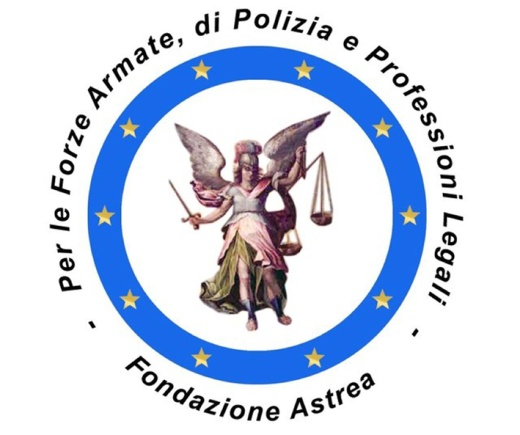 Per le Forze Armate, di Polizia e Professioni Legali
- Fondazione Astrea -